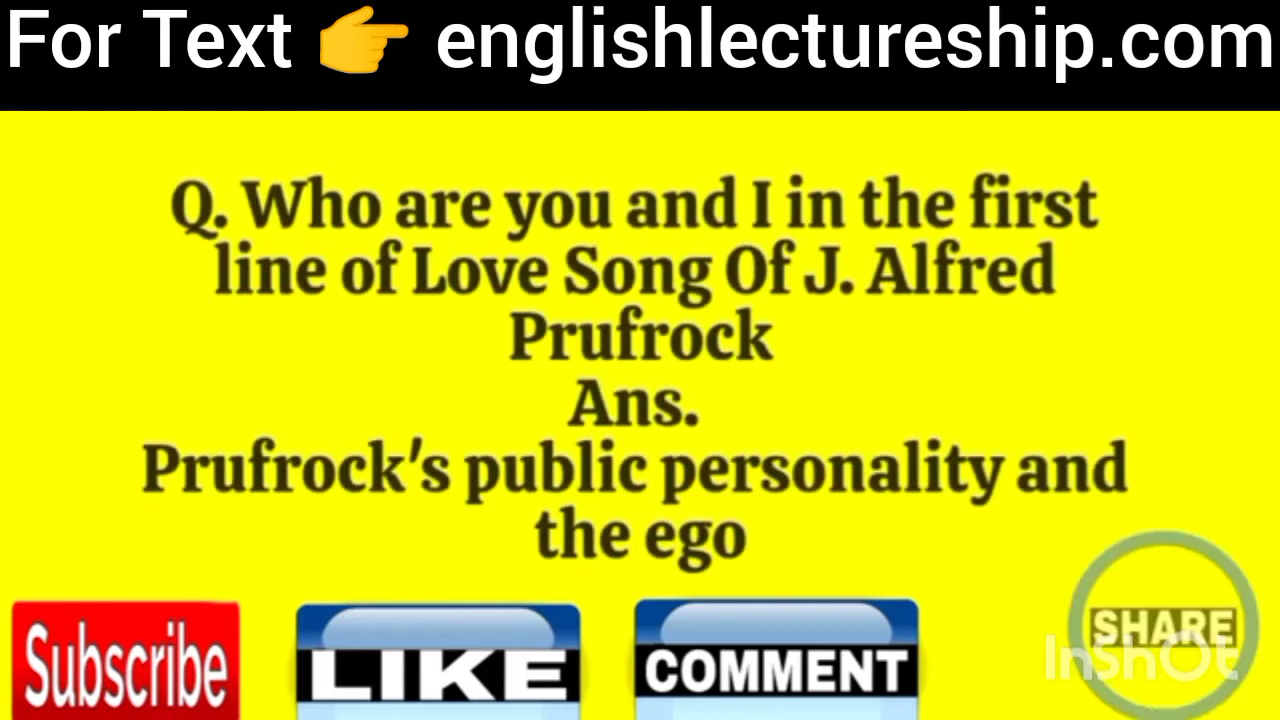 For Text 👉 englishlectureship.com
Q. Who are you and I in the first
line of Love Song Of J. Alfred
Prufrock
Ans.
Prufrock's public personality and
the ego
Subscribe
LIKE
COMMENT
SHARE
InShOt